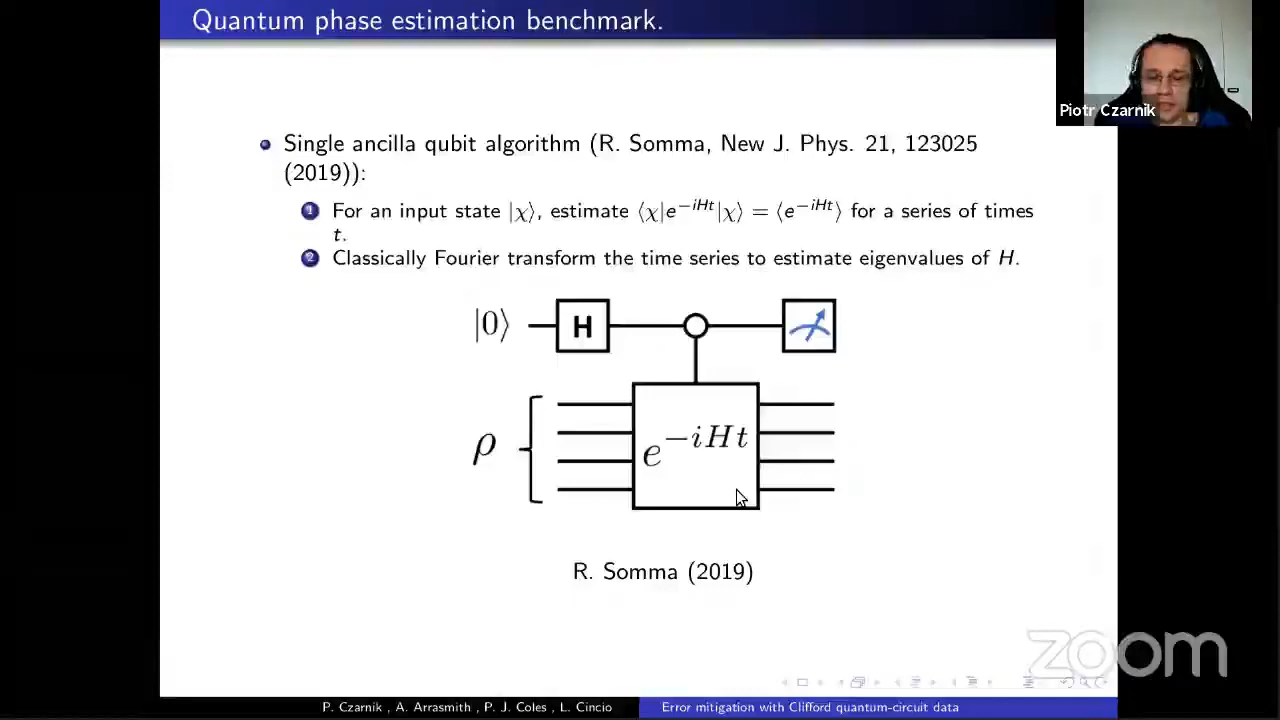 Quantum phase estimation benchmark.
Piotr Czarnik
Single ancilla qubit algorithm (R. Somma, New J. Phys. 21, 123025
(2019)):
1 For an input state |χ⟩, estimate ⟨χ|e^{−iHt}|χ⟩ = ⟨e^{−iHt}⟩ for a series of times
t.
2 Classically Fourier transform the time series to estimate eigenvalues of H.
|0⟩ H
ρ e^{−iHt}
R. Somma (2019)
zoom
P. Czarnik , A. Arrasmith , P. J. Coles , L. Cincio Error mitigation with Clifford quantum-circuit data